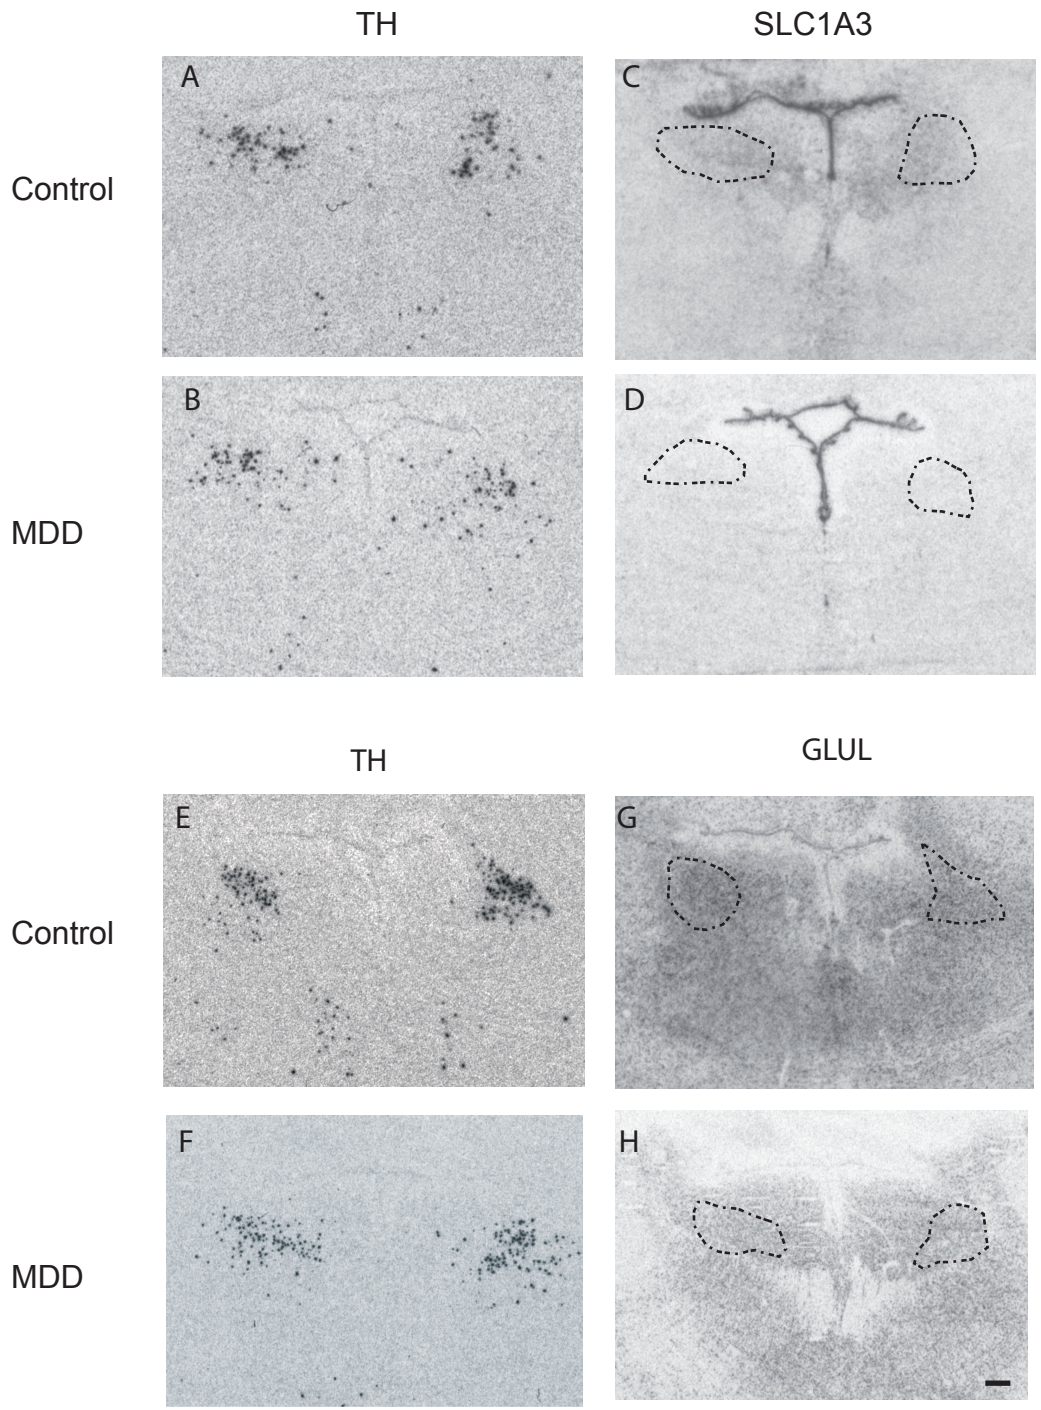 TH SLC1A3
A C
Control
B D
MDD
TH GLUL
E G
Control
F H
MDD